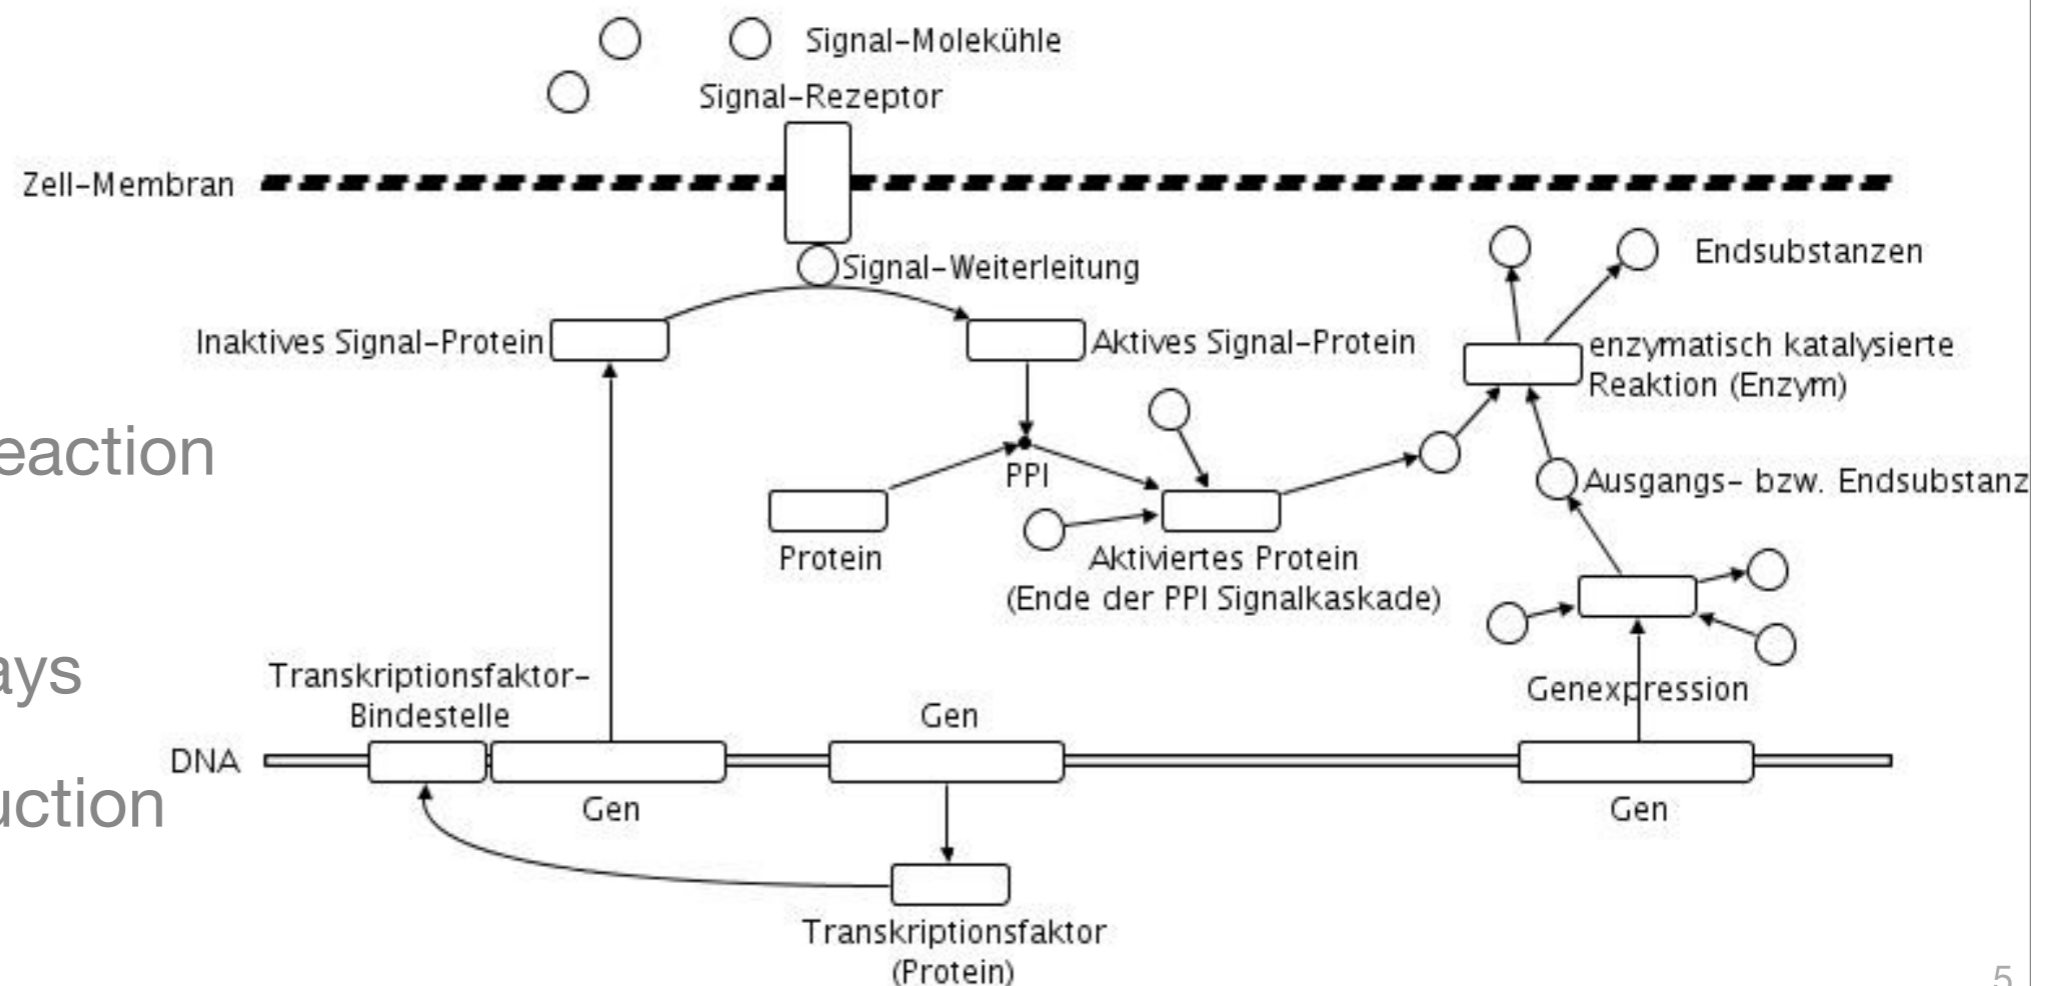 Signal-Molekühle
Signal-Rezeptor
Zell-Membran
Signal-Weiterleitung
Endsubstanzen
Inaktives Signal-Protein
Aktives Signal-Protein
enzymatisch katalysierte
Reaktion (Enzym)
eaction
PPI
Ausgangs- bzw. Endsubstanz
Protein
Aktiviertes Protein
(Ende der PPI Signalkaskade)
ays
Transkriptionsfaktor-
Bindestelle
Genexpression
Gen
DNA
uction
Gen
Gen
Transkriptionsfaktor
(Protein)
5